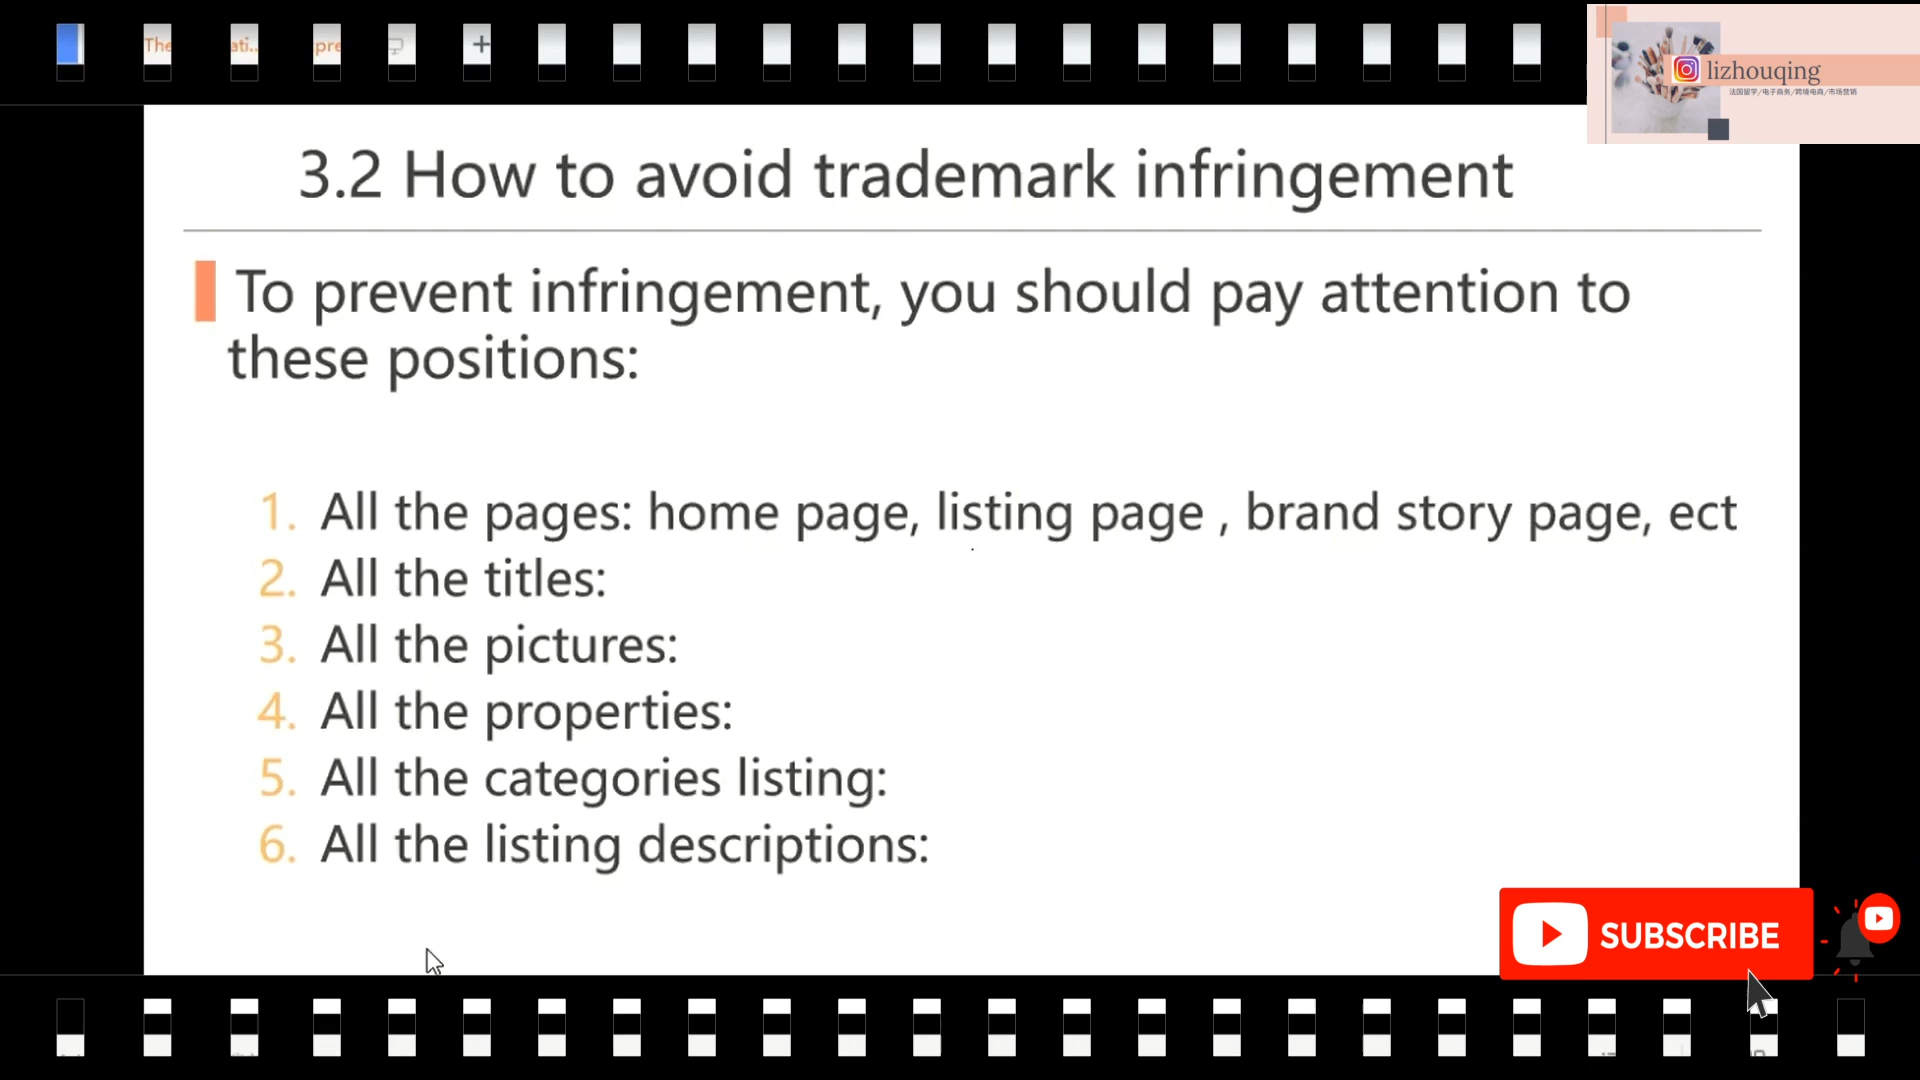 The
ati..
pre
lizhouqing
法国留学/电子商务/跨境电商/市场营销
3.2 How to avoid trademark infringement
To prevent infringement, you should pay attention to
these positions:
1. All the pages: home page, listing page , brand story page, ect
2. All the titles:
3. All the pictures:
4. All the properties:
5. All the categories listing:
6. All the listing descriptions:
SUBSCRIBE